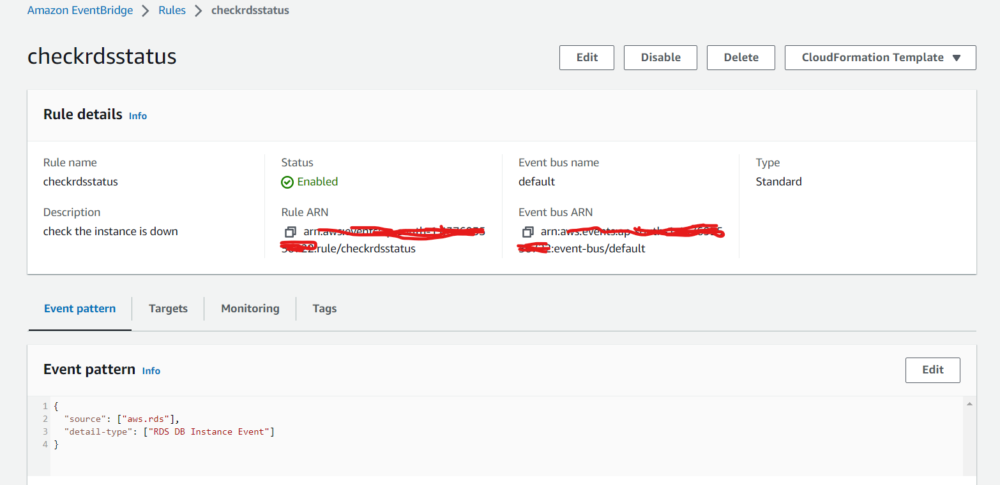 Amazon EventBridge > Rules > checkrdsstatus
checkrdsstatus
Edit Disable Delete CloudFormation Template ▼
Rule details Info
Rule name
checkrdsstatus
Description
check the instance is down
Status
Enabled
Rule ARN
arn:aws:events
:rule/checkrdsstatus
Event bus name
default
Event bus ARN
arn:aws:events:ap
:event-bus/default
Type
Standard
Event pattern Targets Monitoring Tags
Event pattern Info
Edit
1 {
2 "source": ["aws.rds"],
3 "detail-type": ["RDS DB Instance Event"]
4 }